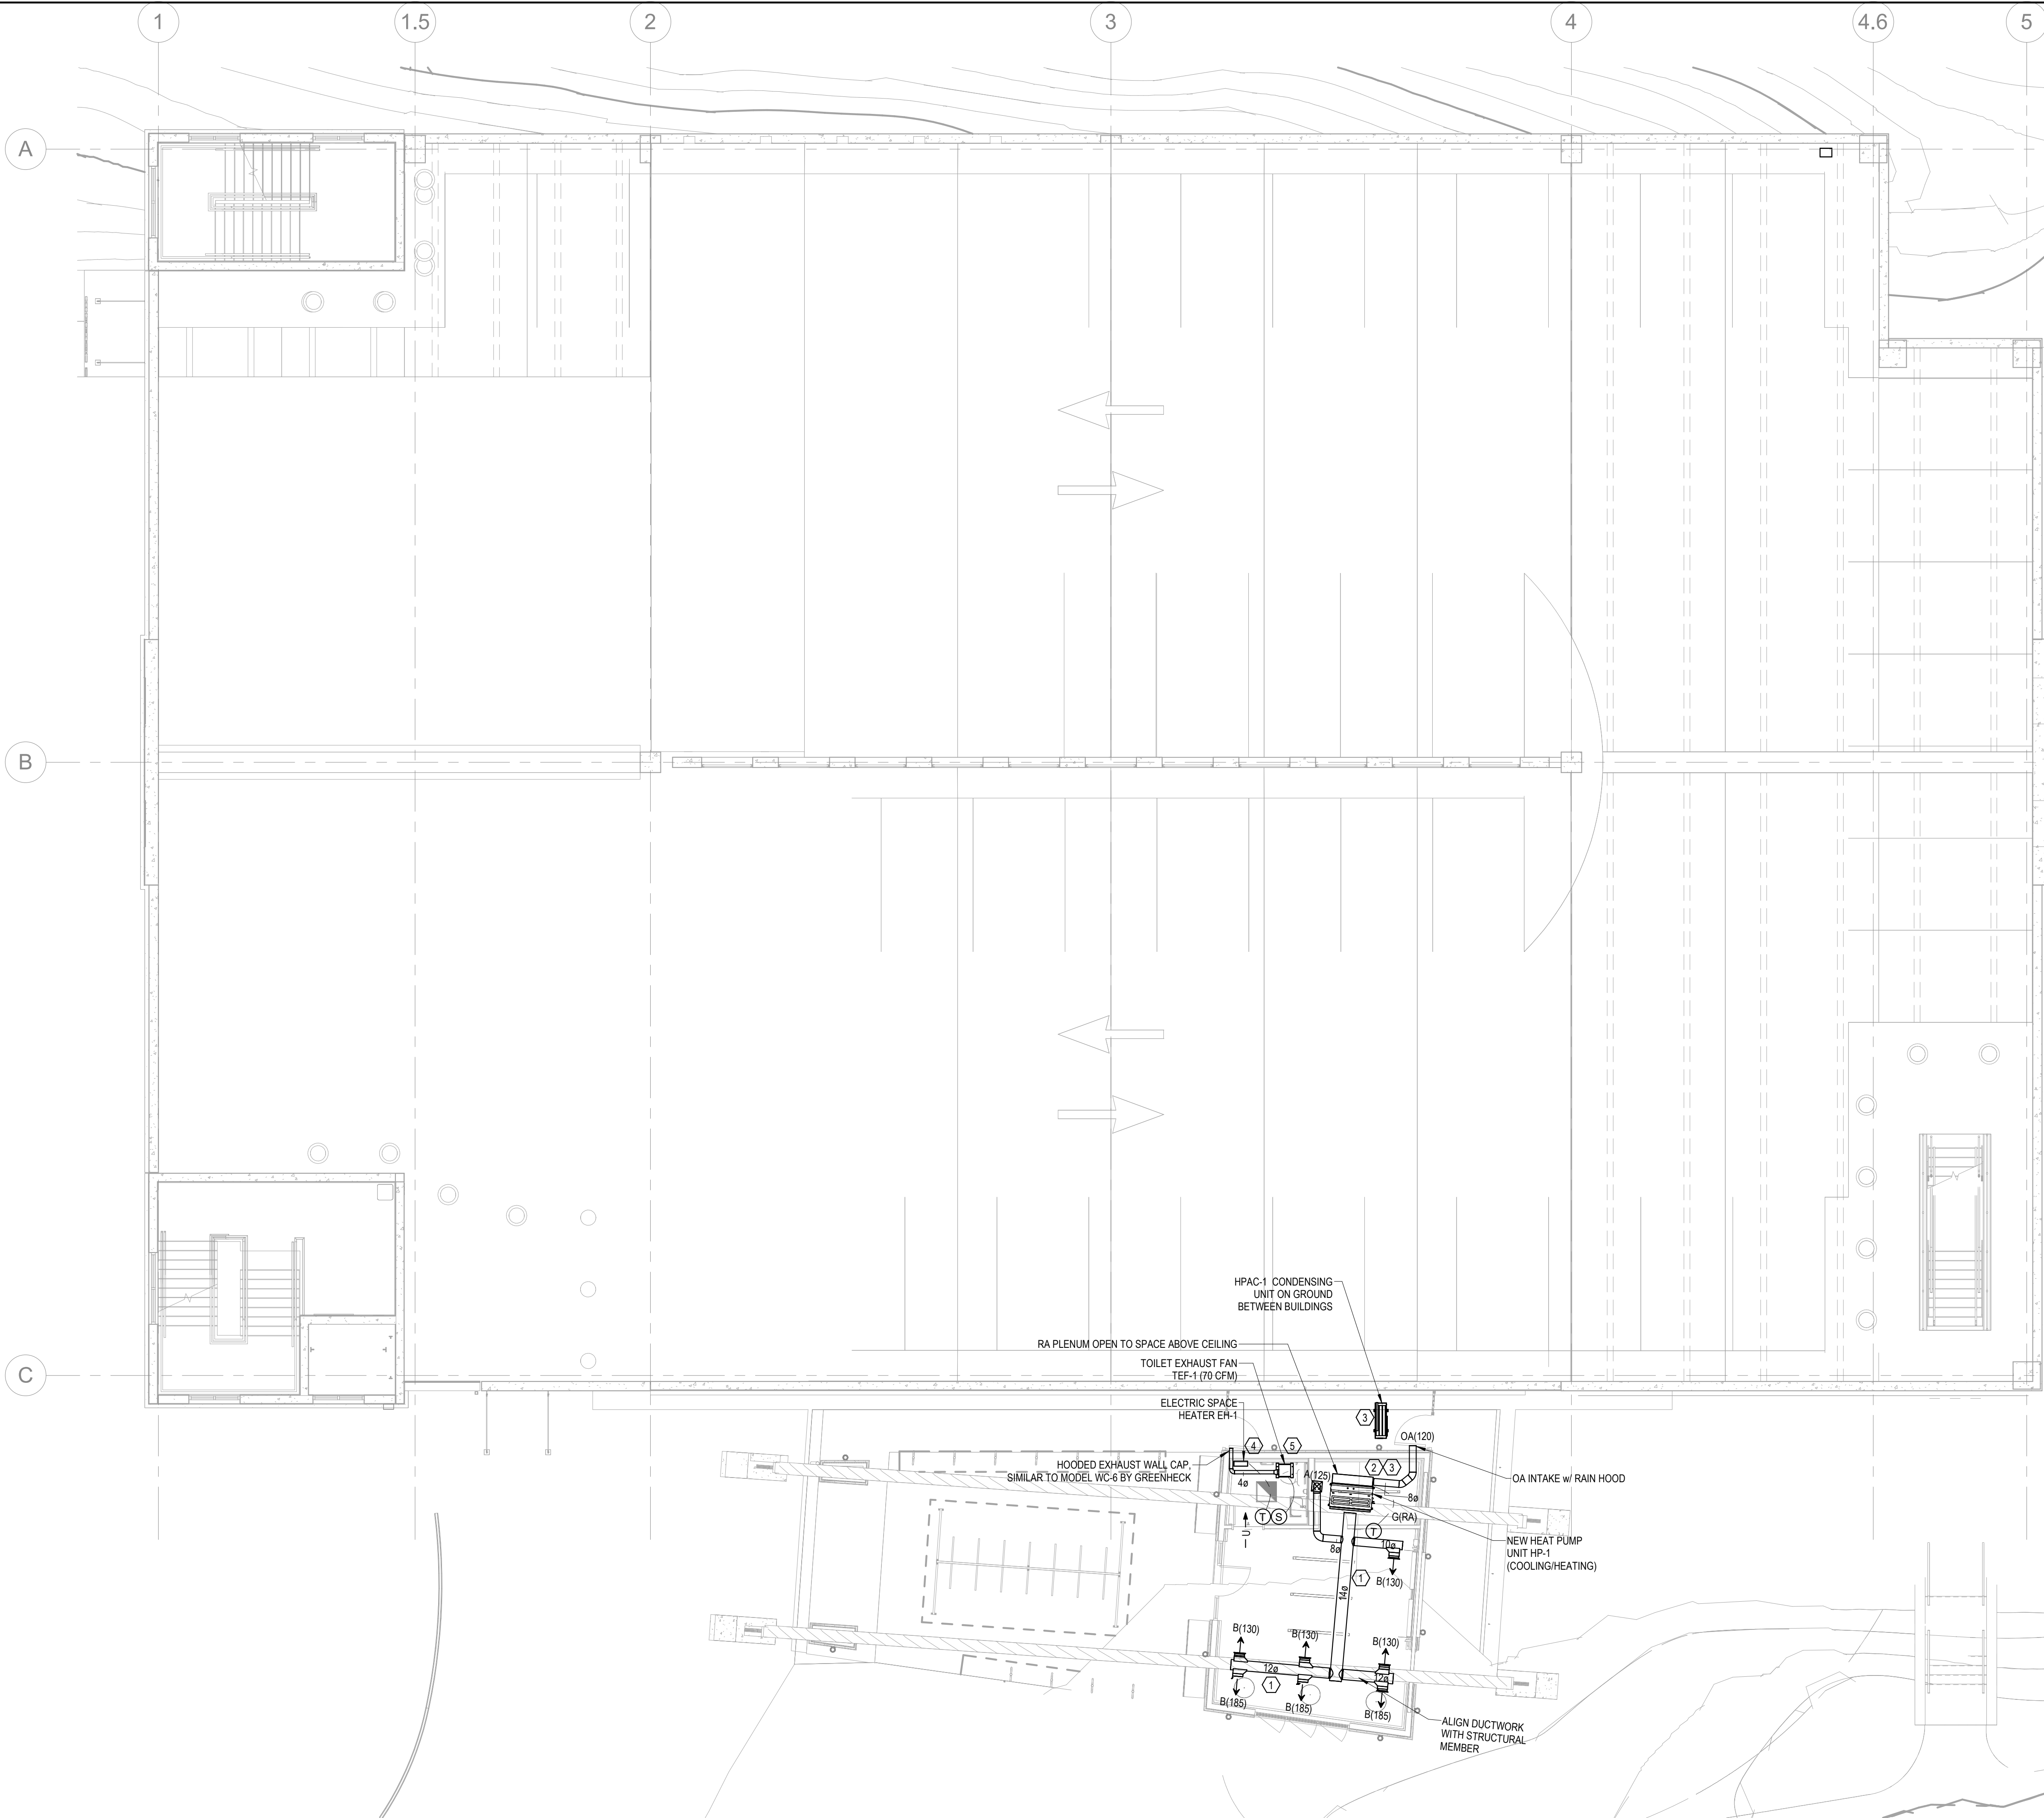 1
1.5
2
3
4
4.6
5
A
B
C
HPAC-1 CONDENSING
UNIT ON GROUND
BETWEEN BUILDINGS
RA PLENUM OPEN TO SPACE ABOVE CEILING
TOILET EXHAUST FAN
TEF-1 (70 CFM)
ELECTRIC SPACE
HEATER EH-1
3
OA(120)
4
5
HOODED EXHAUST WALL CAP,
SIMILAR TO MODEL WC-6 BY GREENHECK
4ø
A(125)
2
3
OA INTAKE w/ RAIN HOOD
8ø
T
S
G(RA)
T
U
8ø
10ø
NEW HEAT PUMP
UNIT HP-1
(COOLING/HEATING)
B(130)
1
14ø
B(130)
B(130)
B(130)
12ø
12ø
1
B(185)
B(185)
B(185)
ALIGN DUCTWORK
WITH STRUCTURAL
MEMBER